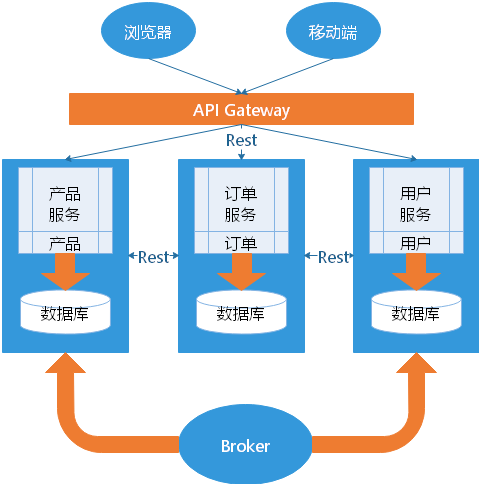 浏览器
移动端
API Gateway
Rest
产品
服务
产品
数据库
订单
服务
订单
数据库
用户
服务
用户
数据库
Rest
Rest
Broker